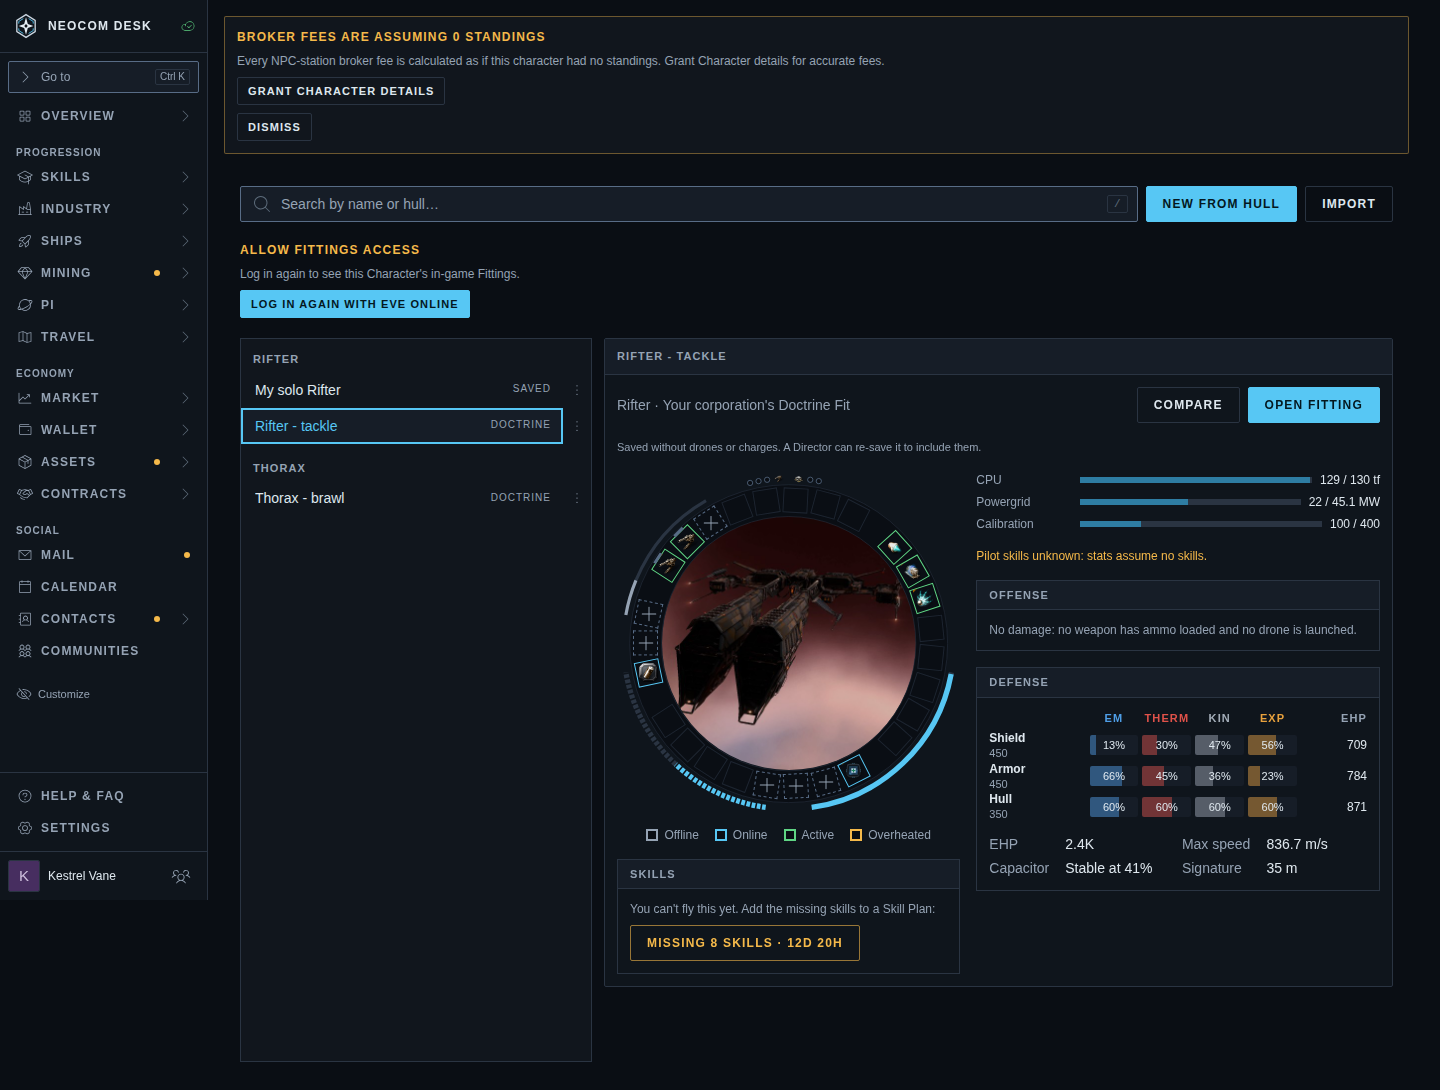 NEOCOM DESK
Go to
Ctrl K
OVERVIEW
PROGRESSION
SKILLS
INDUSTRY
SHIPS
MINING
PI
TRAVEL
ECONOMY
MARKET
WALLET
ASSETS
CONTRACTS
SOCIAL
MAIL
CALENDAR
CONTACTS
COMMUNITIES
Customize
HELP & FAQ
SETTINGS
K
Kestrel Vane
BROKER FEES ARE ASSUMING 0 STANDINGS
Every NPC-station broker fee is calculated as if this character had no standings. Grant Character details for accurate fees.
GRANT CHARACTER DETAILS
DISMISS
Search by name or hull…
/
NEW FROM HULL
IMPORT
ALLOW FITTINGS ACCESS
Log in again to see this Character's in-game Fittings.
LOG IN AGAIN WITH EVE ONLINE
RIFTER
My solo Rifter
SAVED
Rifter - tackle
DOCTRINE
THORAX
Thorax - brawl
DOCTRINE
RIFTER - TACKLE
Rifter · Your corporation's Doctrine Fit
COMPARE
OPEN FITTING
Saved without drones or charges. A Director can re-save it to include them.
Offline
Online
Active
Overheated
SKILLS
You can't fly this yet. Add the missing skills to a Skill Plan:
MISSING 8 SKILLS · 12D 20H
CPU 129 / 130 tf
Powergrid 22 / 45.1 MW
Calibration 100 / 400
Pilot skills unknown: stats assume no skills.
OFFENSE
No damage: no weapon has ammo loaded and no drone is launched.
DEFENSE
EM THERM KIN EXP EHP
Shield
450
13% 30% 47% 56% 709
Armor
450
66% 45% 36% 23% 784
Hull
350
60% 60% 60% 60% 871
EHP 2.4K Max speed 836.7 m/s
Capacitor Stable at 41% Signature 35 m